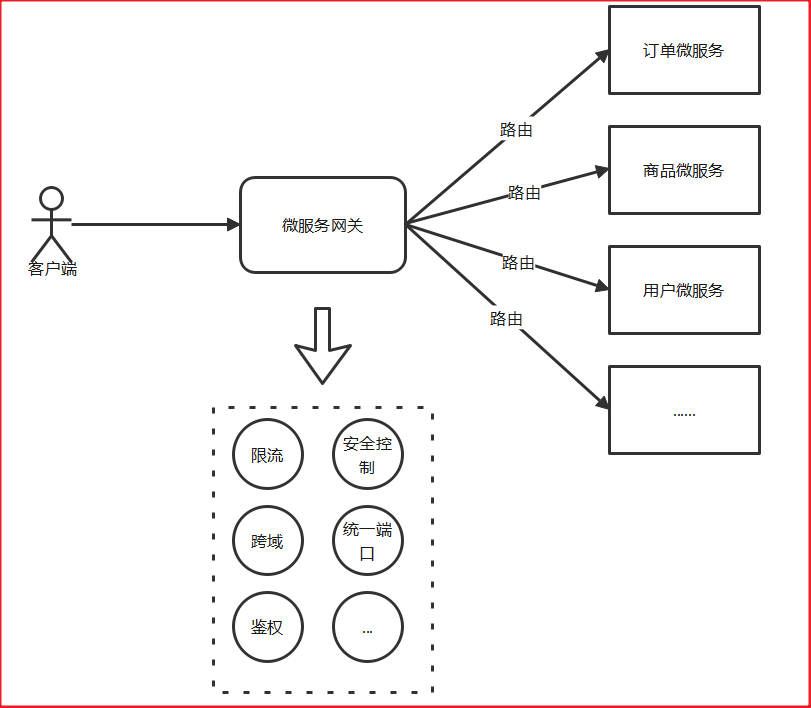 订单微服务
路由
商品微服务
路由
微服务网关
客户端
路由
用户微服务
路由
......
限流
安全控
制
跨域
统一端
口
鉴权
...